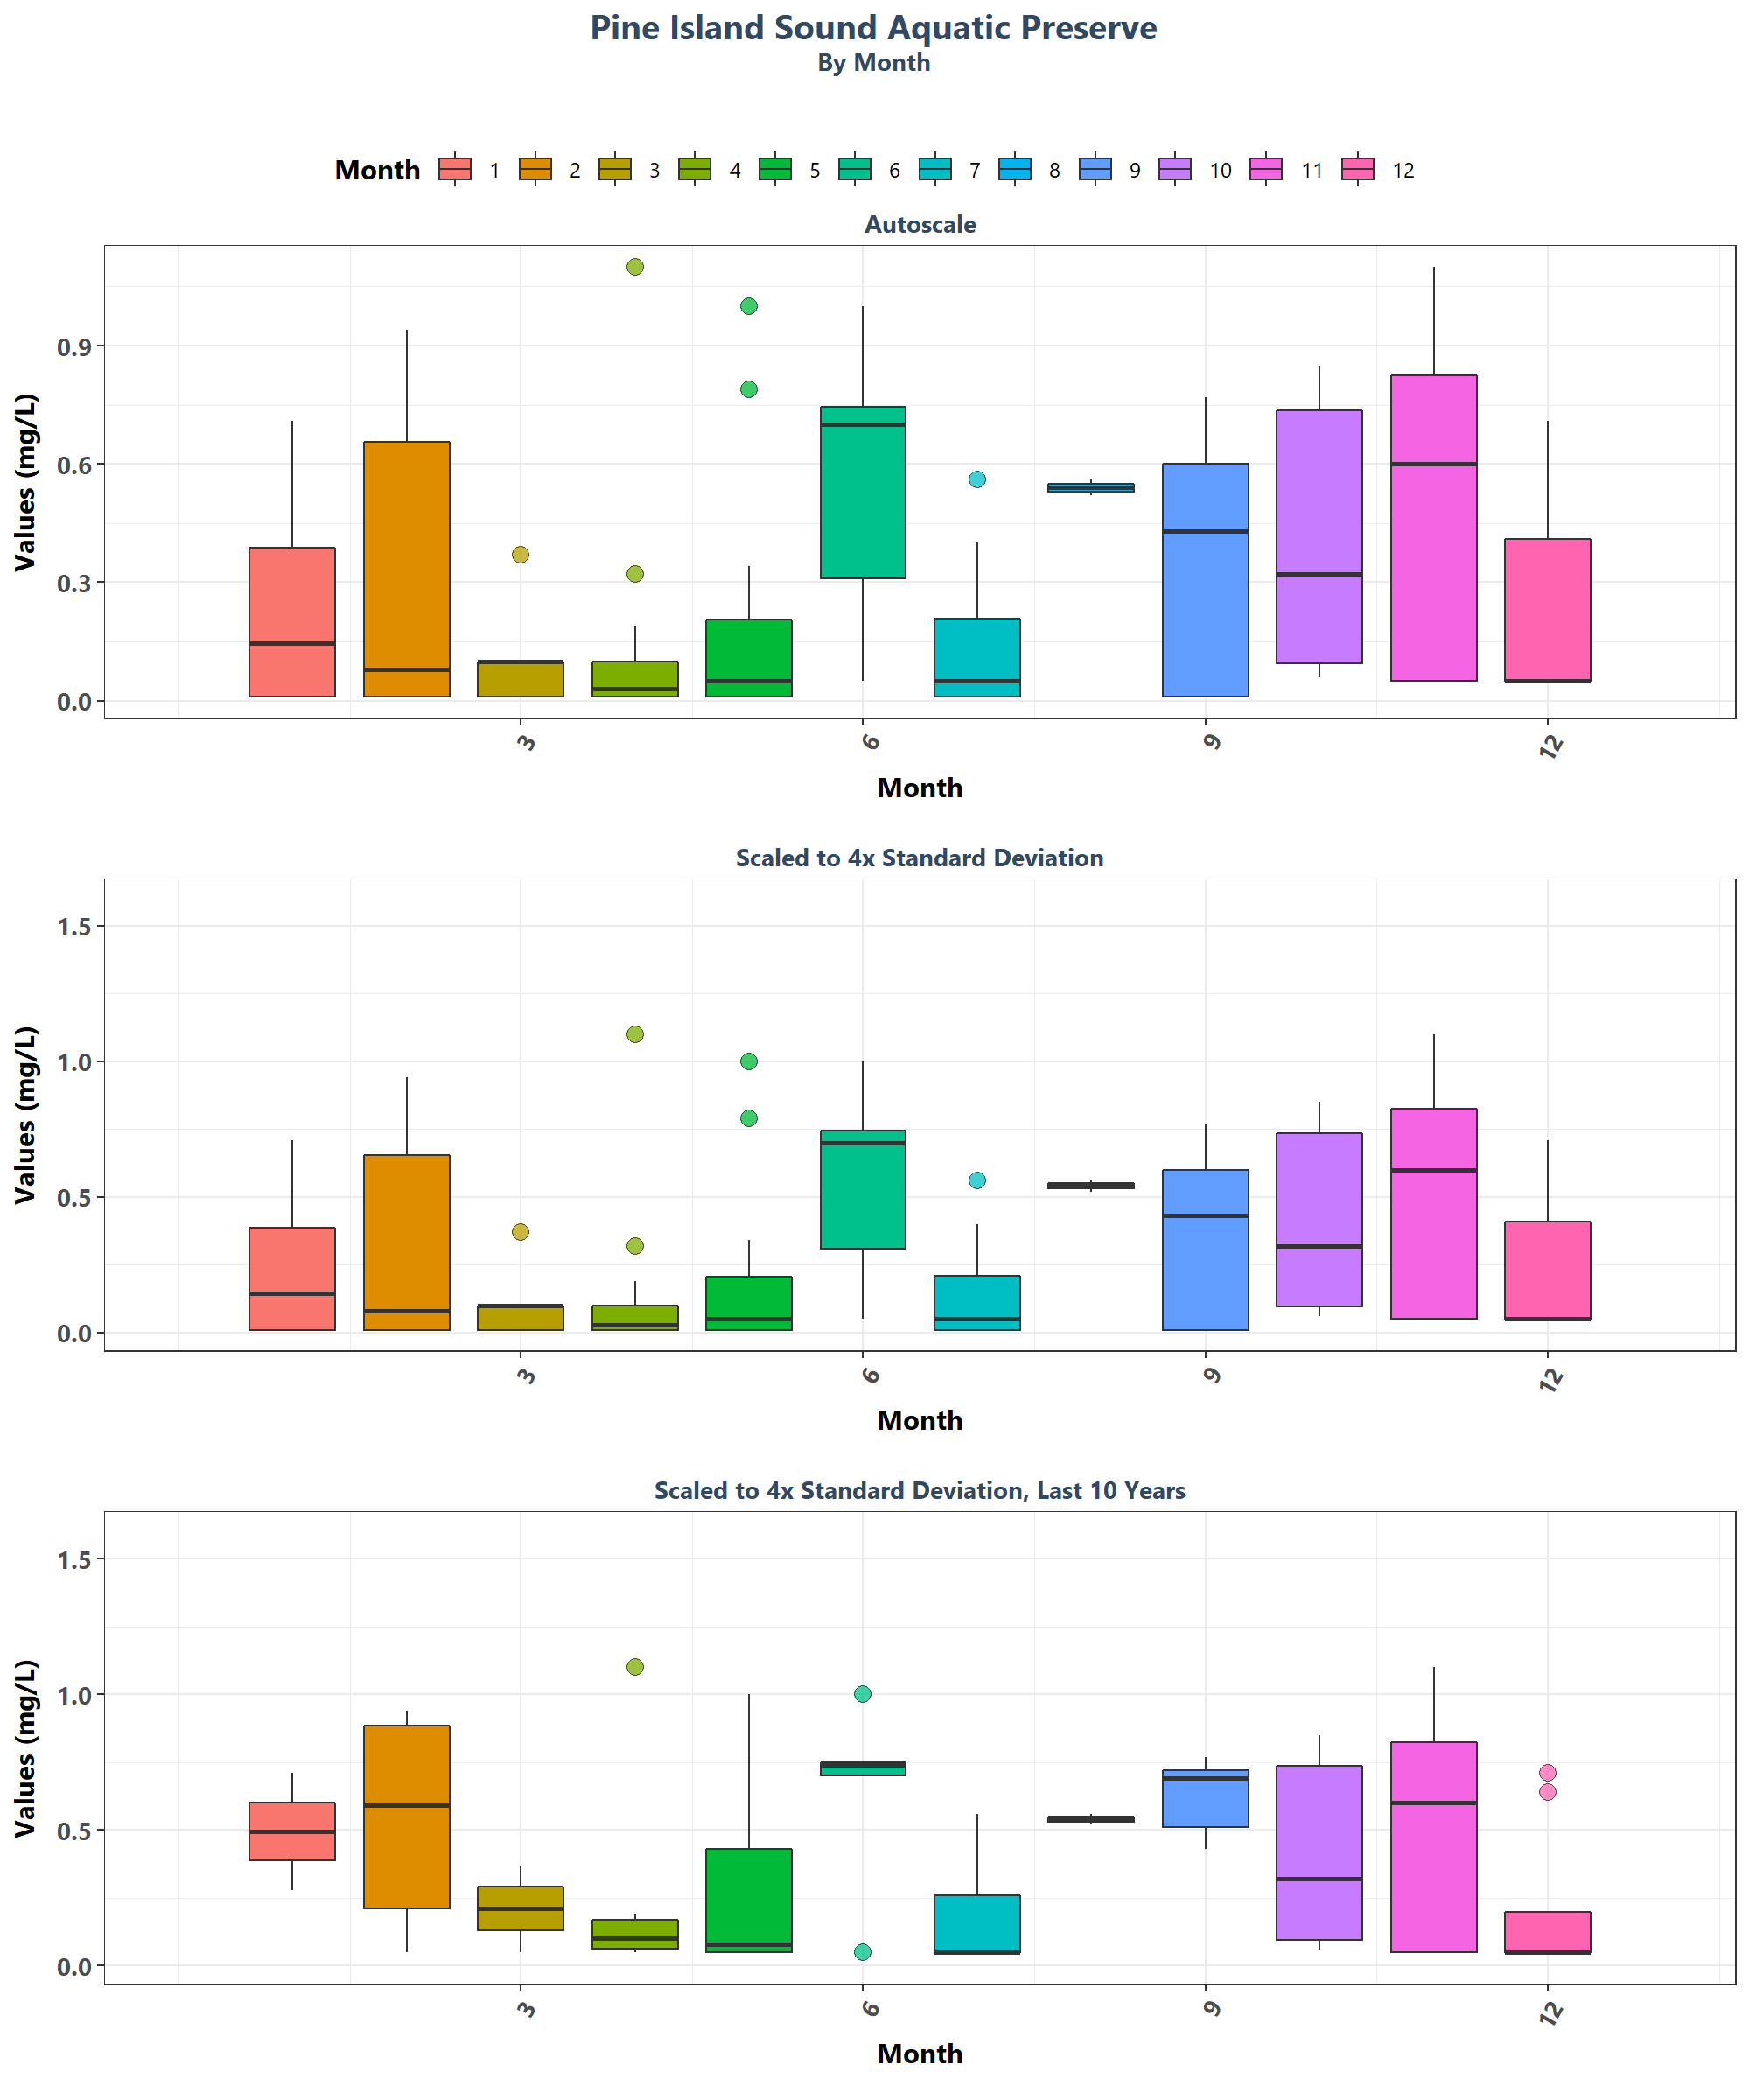 Pine Island Sound Aquatic Preserve
By Month
Month 1 2 3 4 5 6 7 8 9 10 11 12
Autoscale
Values (mg/L)
0.9
0.6
0.3
0.0
3 6 9 12
Month
Scaled to 4x Standard Deviation
Values (mg/L)
1.5
1.0
0.5
0.0
3 6 9 12
Month
Scaled to 4x Standard Deviation, Last 10 Years
Values (mg/L)
1.5
1.0
0.5
0.0
3 6 9 12
Month